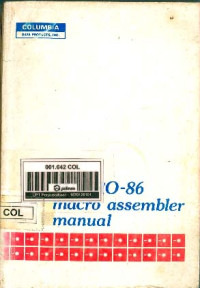 COLUMBIA
DATA PRODUCTS, INC.
001.642 COL
O-86
macro assembler
manual
COL